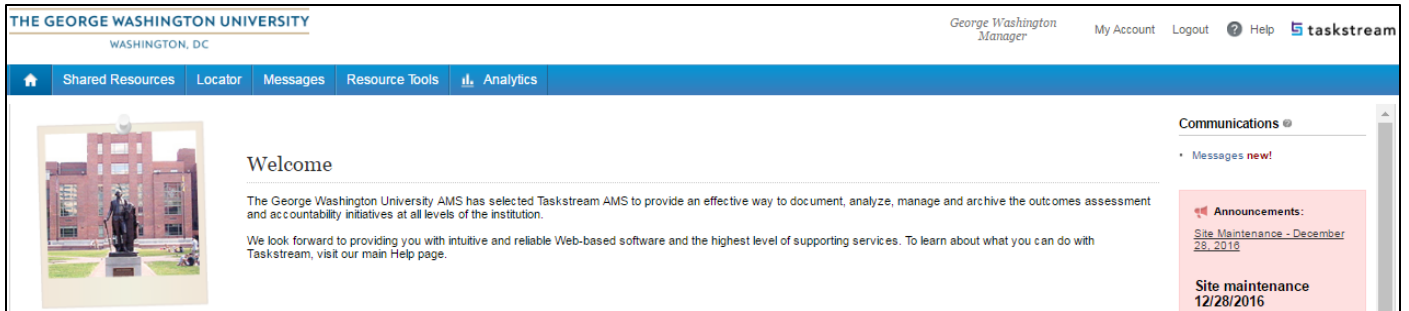 THE GEORGE WASHINGTON UNIVERSITY
WASHINGTON, DC
George Washington
Manager
My Account Logout Help taskstream
Shared Resources Locator Messages Resource Tools Analytics
Communications
• Messages new!
Welcome
The George Washington University AMS has selected Taskstream AMS to provide an effective way to document, analyze, manage and archive the outcomes assessment
and accountability initiatives at all levels of the institution.
We look forward to providing you with intuitive and reliable Web-based software and the highest level of supporting services. To learn about what you can do with
Taskstream, visit our main Help page.
Announcements:
Site Maintenance - December
28, 2016
Site maintenance
12/28/2016